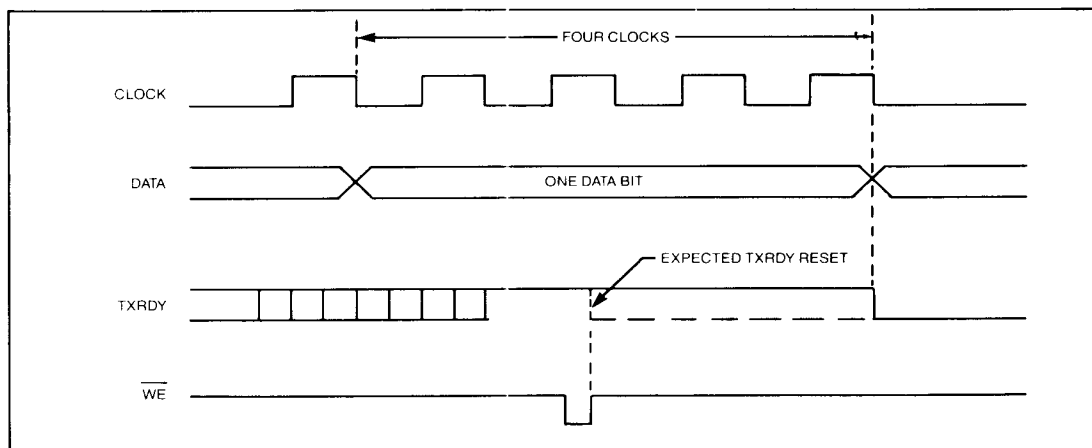 FOUR CLOCKS
CLOCK
DATA
ONE DATA BIT
EXPECTED TXRDY RESET
TXRDY
WE